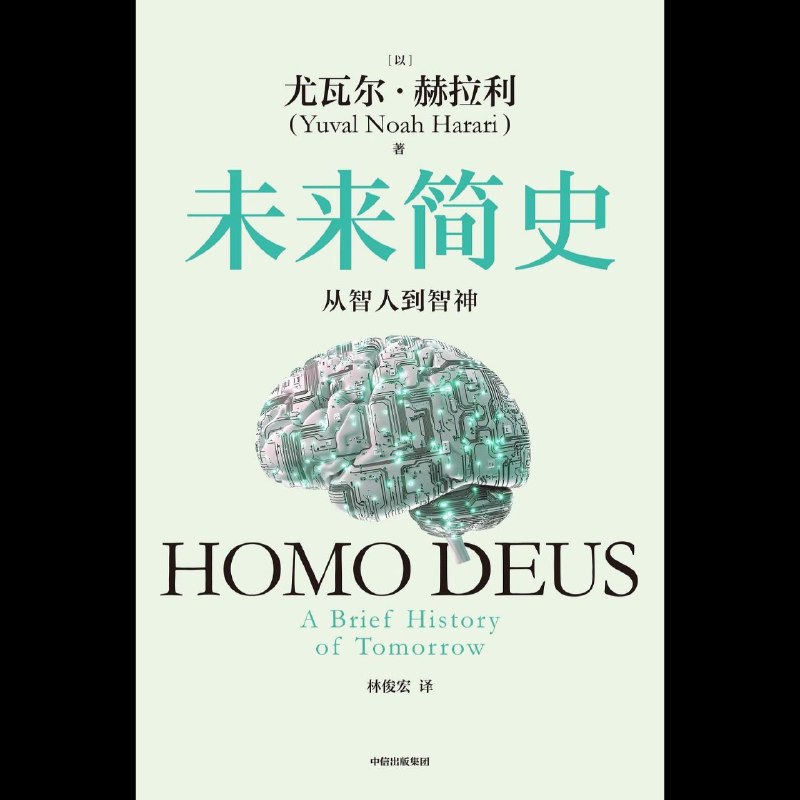 [以]
尤瓦尔·赫拉利
(Yuval Noah Harari)
著
未来简史
从智人到智神
HOMO DEUS
A Brief History
of Tomorrow
林俊宏 译
中信出版集团